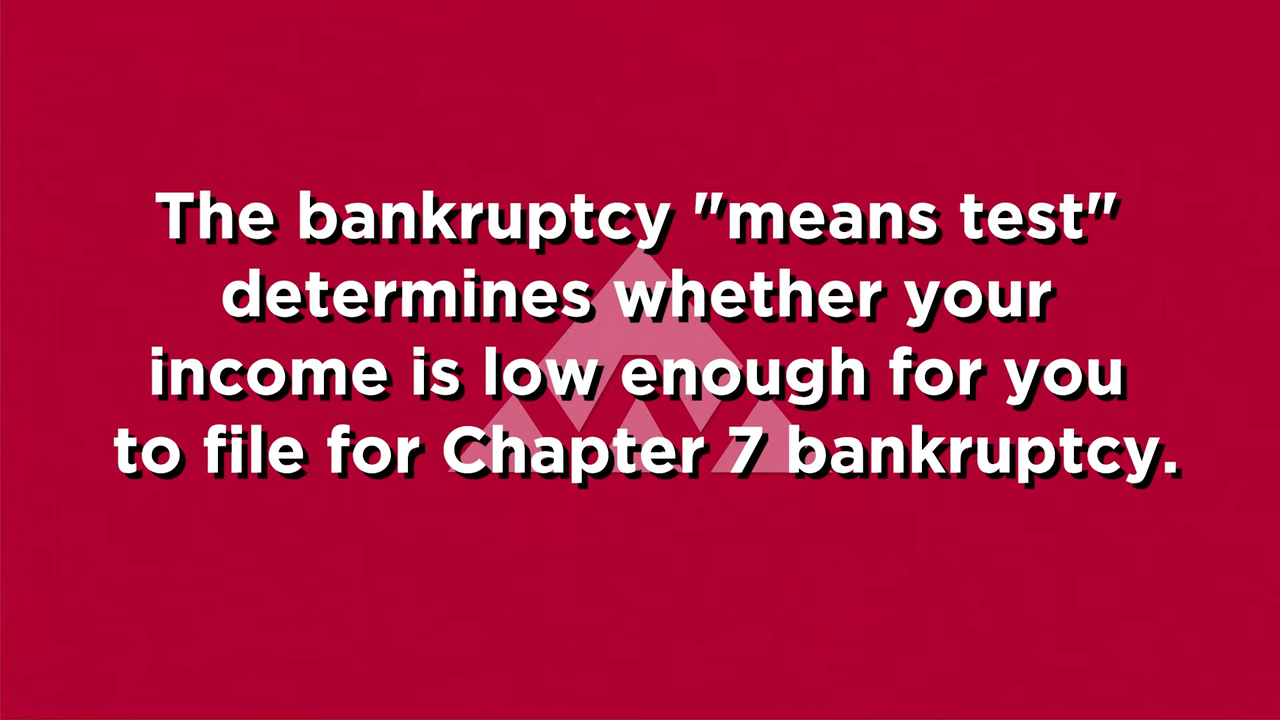 The bankruptcy "means test"
determines whether your
income is low enough for you
to file for Chapter 7 bankruptcy.